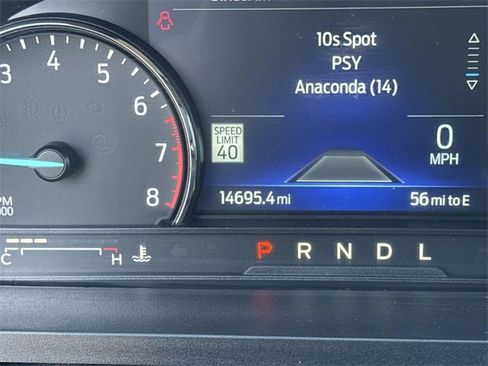 10s Spot
PSY
Anaconda (14)
3 4 5 6 7 8
SPEED
LIMIT
40
0
MPH
14695.4 mi
56 mi to E
C H
P R N D L